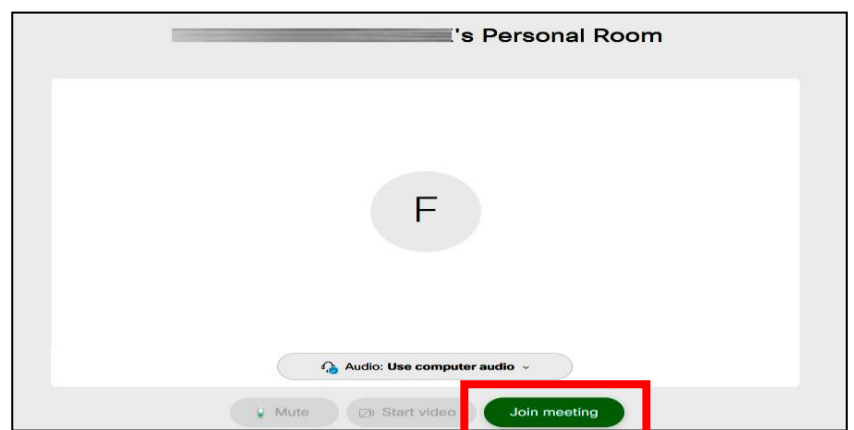 's Personal Room
F
Audio: Use computer audio
Mute Start video Join meeting